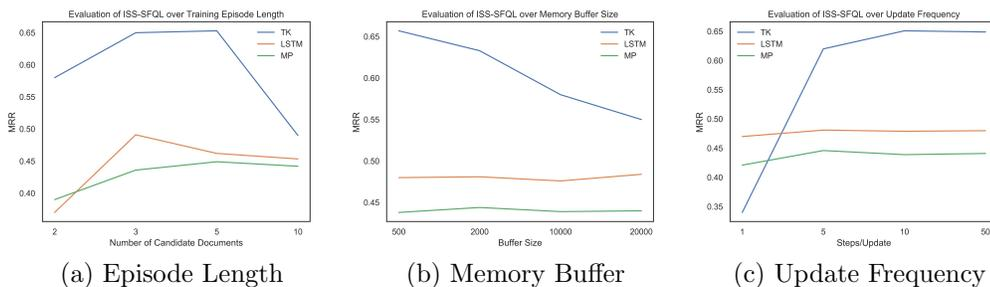 Evaluation of ISS-SFQL over Training Episode Length
0.65
0.60
0.55
0.50
0.45
0.40
MRR
TK
LSTM
MP
2
3
5
10
Number of Candidate Documents
(a) Episode Length
Evaluation of ISS-SFQL over Memory Buffer Size
0.65
0.60
0.55
0.50
0.45
MRR
TK
LSTM
MP
500
2000
10000
20000
Buffer Size
(b) Memory Buffer
Evaluation of ISS-SFQL over Update Frequency
0.65
0.60
0.55
0.50
0.45
0.40
0.35
MRR
TK
LSTM
MP
1
5
10
50
Steps/Update
(c) Update Frequency